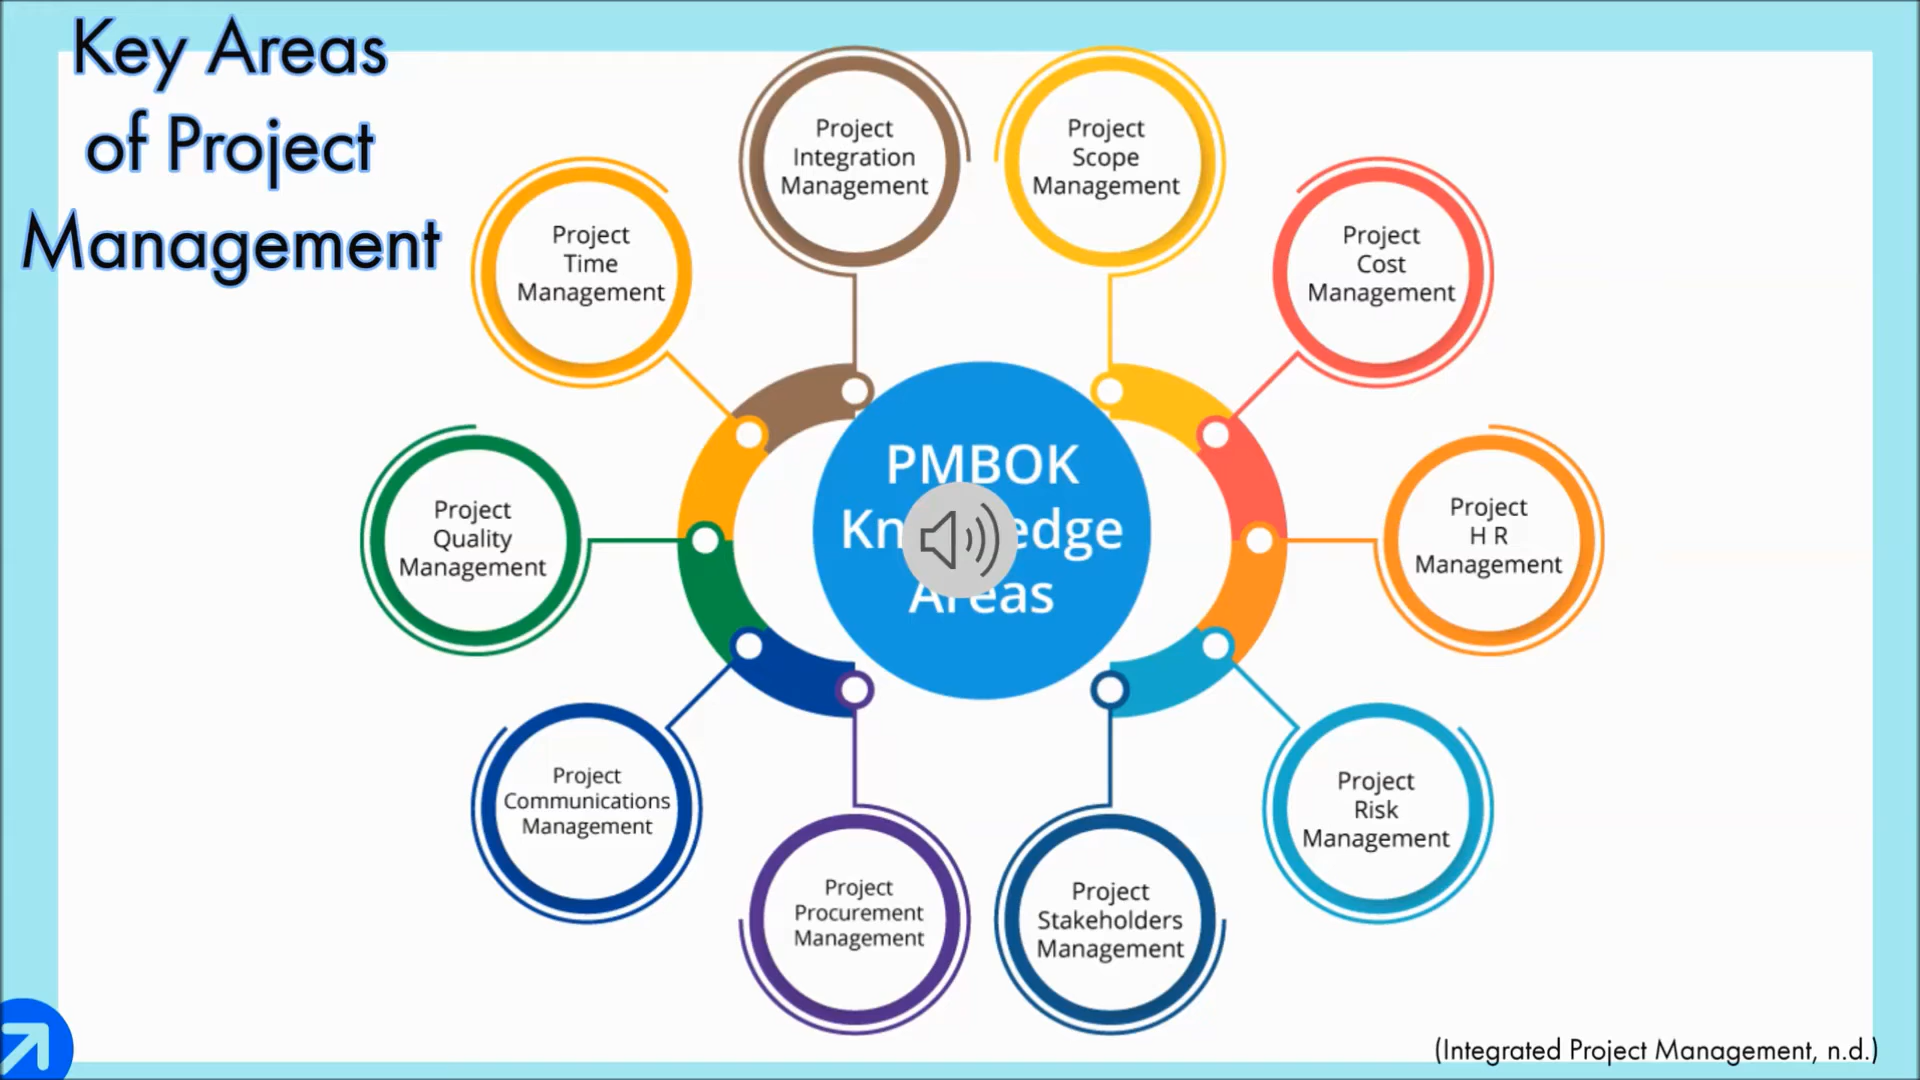 Key Areas
of Project
Management
Project
Integration
Management
Project
Scope
Management
Project
Cost
Management
Project
H R
Management
Project
Risk
Management
Project
Stakeholders
Management
Project
Procurement
Management
Project
Communications
Management
Project
Quality
Management
Project
Time
Management
PMBOK
Areas
(Integrated Project Management, n.d.)